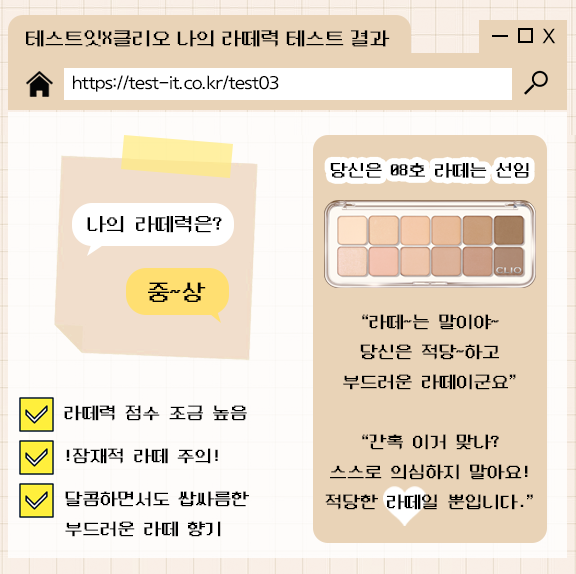 테스트잇X클리오 나의 라떼력 테스트 결과
X
https://test-it.co.kr/test03
나의 라떼력은?
중~상
라떼력 점수 조금 높음
!잠재적 라떼 주의!
달콤하면서도 쌉싸름한
부드러운 라떼 향기
당신은 08호 라떼는 선임
CLIO
“라떼~는 말이야~
당신은 적당~하고
부드러운 라떼이군요”
“간혹 이거 맞나?
스스로 의심하지 말아요!
적당한 라떼일 뿐입니다.”